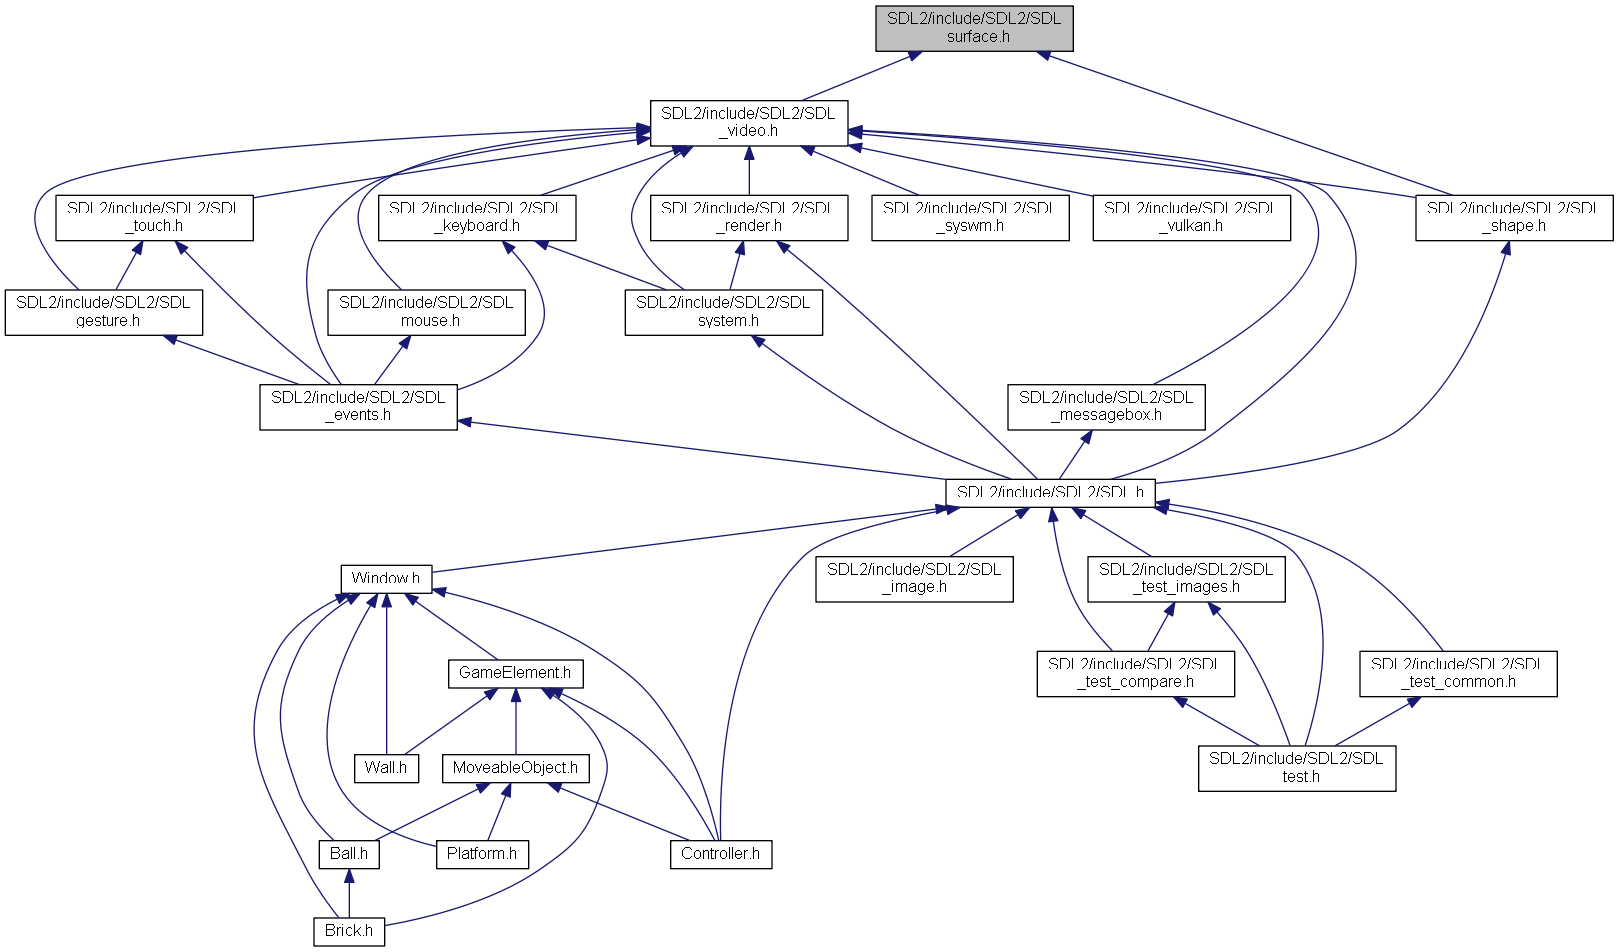 SDL2/include/SDL2/SDL
_surface.h
SDL2/include/SDL2/SDL
_video.h
SDL2/include/SDL2/SDL
_touch.h
SDL2/include/SDL2/SDL
_keyboard.h
SDL2/include/SDL2/SDL
_render.h
SDL2/include/SDL2/SDL
_syswm.h
SDL2/include/SDL2/SDL
_vulkan.h
SDL2/include/SDL2/SDL
_shape.h
SDL2/include/SDL2/SDL
_gesture.h
SDL2/include/SDL2/SDL
_mouse.h
SDL2/include/SDL2/SDL
_system.h
SDL2/include/SDL2/SDL
_events.h
SDL2/include/SDL2/SDL
_messagebox.h
SDL2/include/SDL2/SDL.h
Window.h
SDL2/include/SDL2/SDL
_image.h
SDL2/include/SDL2/SDL
_test_images.h
GameElement.h
SDL2/include/SDL2/SDL
_test_compare.h
SDL2/include/SDL2/SDL
_test_common.h
Wall.h
MoveableObject.h
SDL2/include/SDL2/SDL
_test.h
Ball.h
Platform.h
Controller.h
Brick.h